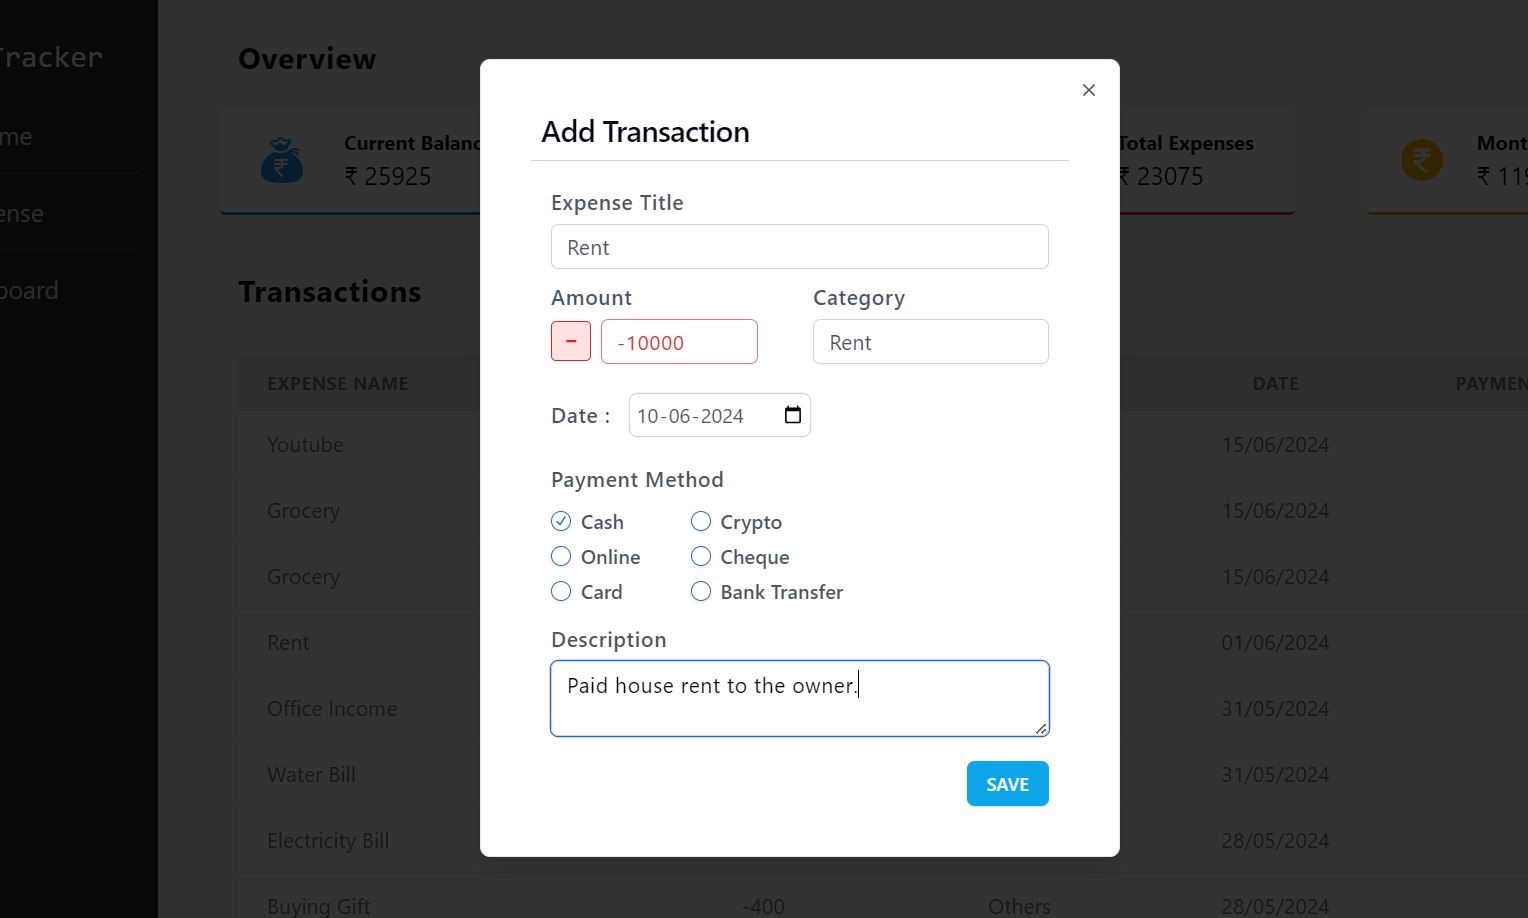 Tracker
me
ense
board
Overview
Current Balanc
₹ 25925
Total Expenses
₹ 23075
Mont
₹ 119
Transactions
EXPENSE NAME
DATE
PAYMEN
Youtube
15/06/2024
Grocery
15/06/2024
Grocery
15/06/2024
Rent
01/06/2024
Office Income
31/05/2024
Water Bill
31/05/2024
Electricity Bill
28/05/2024
Buying Gift
-400
Others
28/05/2024
Add Transaction
Expense Title
Rent
Amount
Category
- -10000
Rent
Date : 10-06-2024
Payment Method
Cash
Crypto
Online
Cheque
Card
Bank Transfer
Description
Paid house rent to the owner.
SAVE